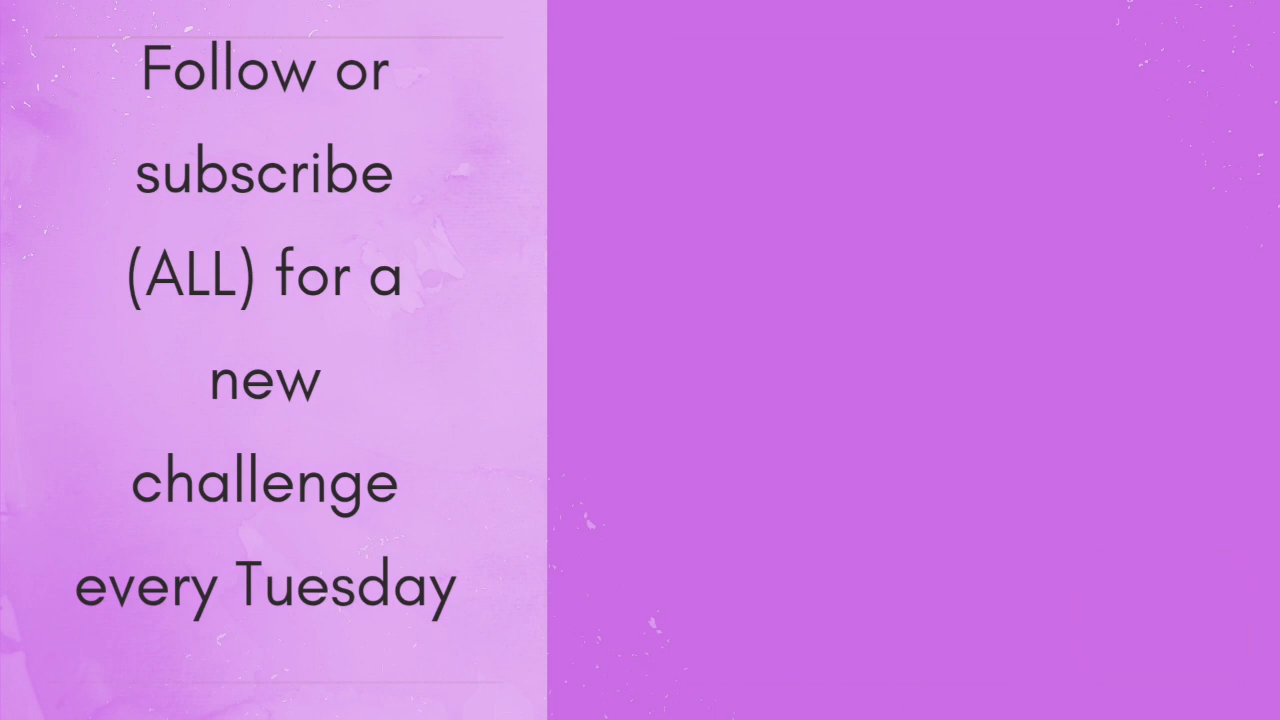 Follow or
subscribe
(ALL) for a
new
challenge
every Tuesday